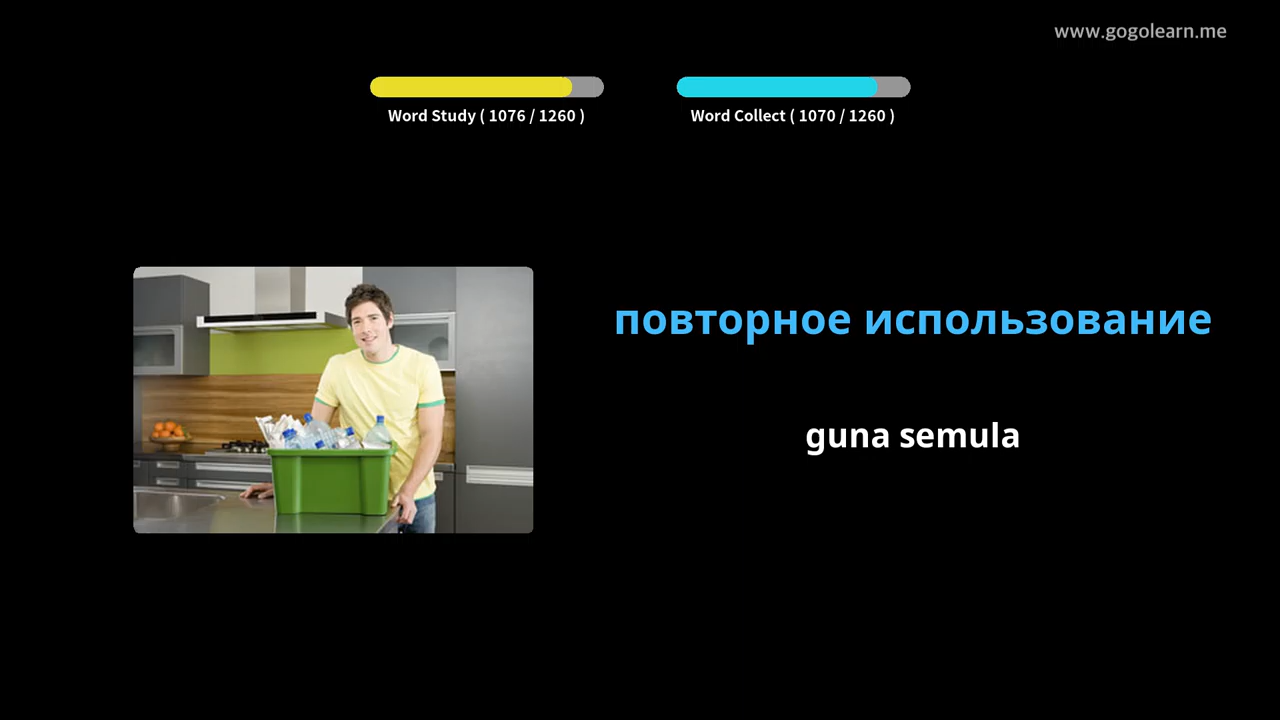 www.gogolearn.me
Word Study ( 1076 / 1260 )
Word Collect ( 1070 / 1260 )
повторное использование
guna semula